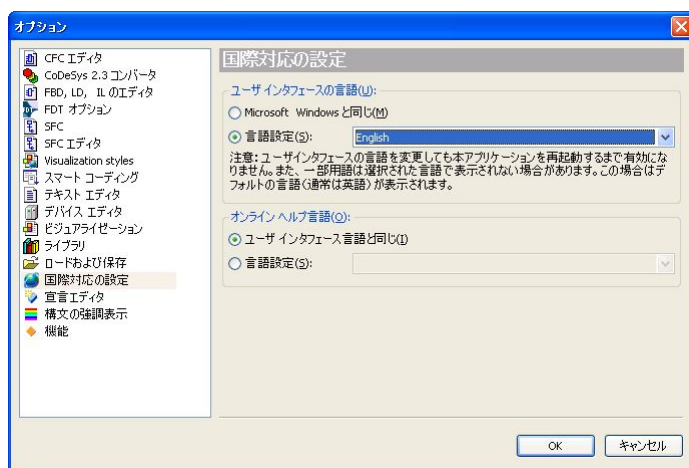 オプション
CFC エディタ
CoDeSys 2.3 コンバータ
FBD, LD, IL のエディタ
FDT オプション
SFC
SFC エディタ
Visualization styles
スマート コーディング
テキスト エディタ
デバイス エディタ
ビジュアライゼーション
ライブラリ
ロードおよび保存
国際対応の設定
宣言エディタ
構文の強調表示
機能
国際対応の設定
ユーザ インタフェースの言語(U):
Microsoft Windows と同じ(M)
言語設定(S):
English
注意: ユーザインタフェースの言語を変更しても本アプリケーションを再起動するまで有効にな
りません。また、一部用語は選択された言語で表示されない場合があります。この場合はデ
フォルトの言語(通常は英語)が表示されます。
オンライン ヘルプ言語(O):
ユーザ インタフェース言語と同じ(I)
言語設定(S):
OK
キャンセル